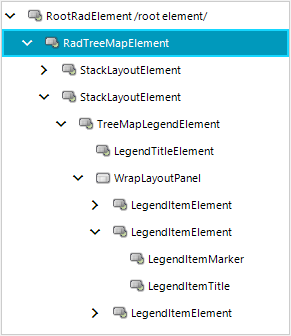 RootRadElement /root element/
RadTreeMapElement
StackLayoutElement
StackLayoutElement
TreeMapLegendElement
LegendTitleElement
WrapLayoutPanel
LegendItemElement
LegendItemElement
LegendItemMarker
LegendItemTitle
LegendItemElement